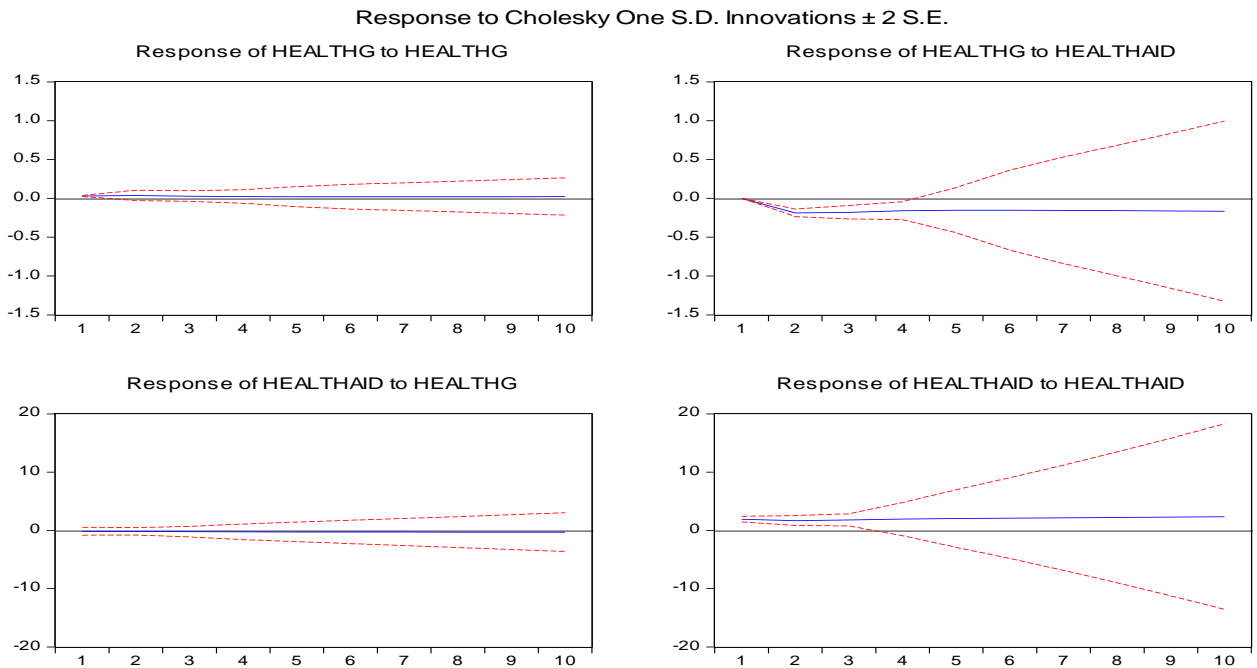 Response to Cholesky One S.D. Innovations ± 2 S.E.
Response of HEALTHG to HEALTHG
1.5
1.0
0.5
0.0
-0.5
-1.0
-1.5
1 2 3 4 5 6 7 8 9 10
Response of HEALTHG to HEALTHAID
1.5
1.0
0.5
0.0
-0.5
-1.0
-1.5
1 2 3 4 5 6 7 8 9 10
Response of HEALTHAID to HEALTHG
20
10
0
-10
-20
1 2 3 4 5 6 7 8 9 10
Response of HEALTHAID to HEALTHAID
20
10
0
-10
-20
1 2 3 4 5 6 7 8 9 10